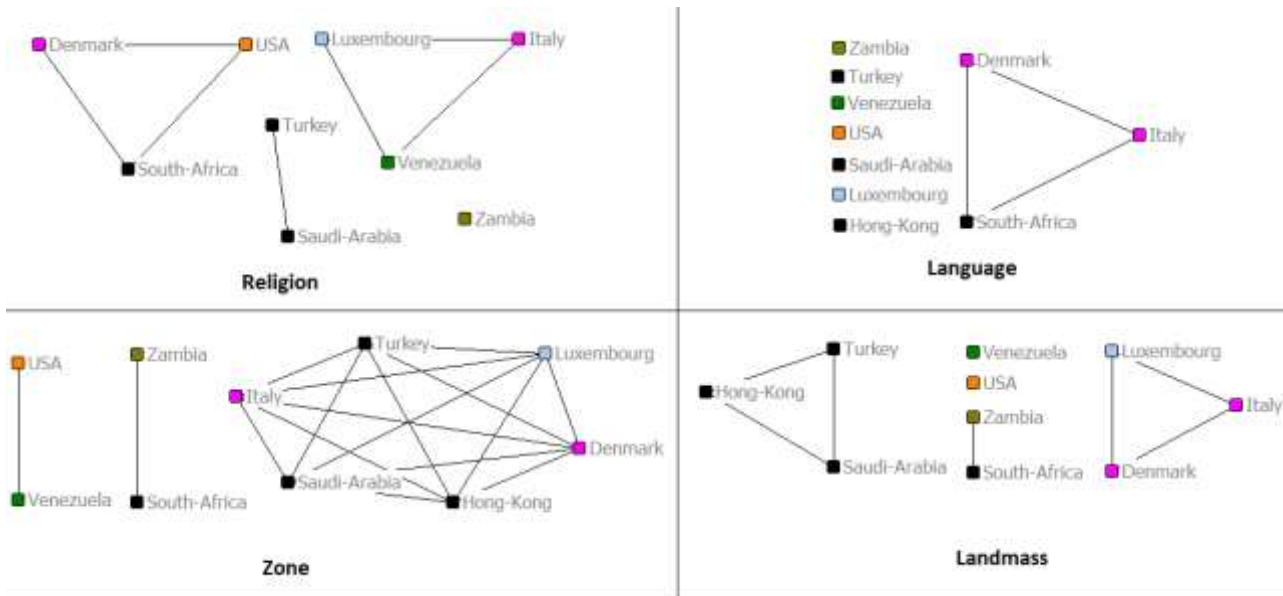 Denmark
USA
South-Africa
Luxembourg
Italy
Venezuela
Turkey
Saudi-Arabia
Zambia
Religion
Zambia
Turkey
Venezuela
USA
Saudi-Arabia
Luxembourg
Hong-Kong
Denmark
Italy
South-Africa
Language
USA
Venezuela
Zambia
South-Africa
Turkey
Luxembourg
Italy
Denmark
Saudi-Arabia
Hong-Kong
Zone
Turkey
Hong-Kong
Saudi-Arabia
Venezuela
USA
Zambia
South-Africa
Luxembourg
Italy
Denmark
Landmass